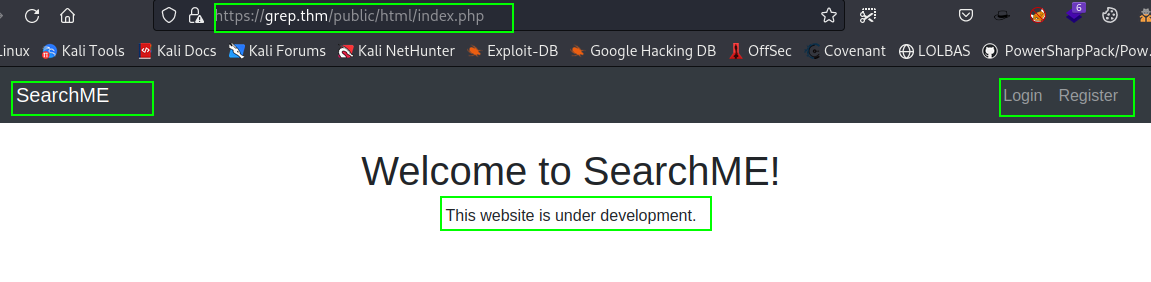 https://grep.thm/public/html/index.php
6
Linux Kali Tools Kali Docs Kali Forums Kali NetHunter Exploit-DB Google Hacking DB OffSec Covenant LOLBAS PowerSharpPack/Pow…
SearchME Login Register
Welcome to SearchME!
This website is under development.